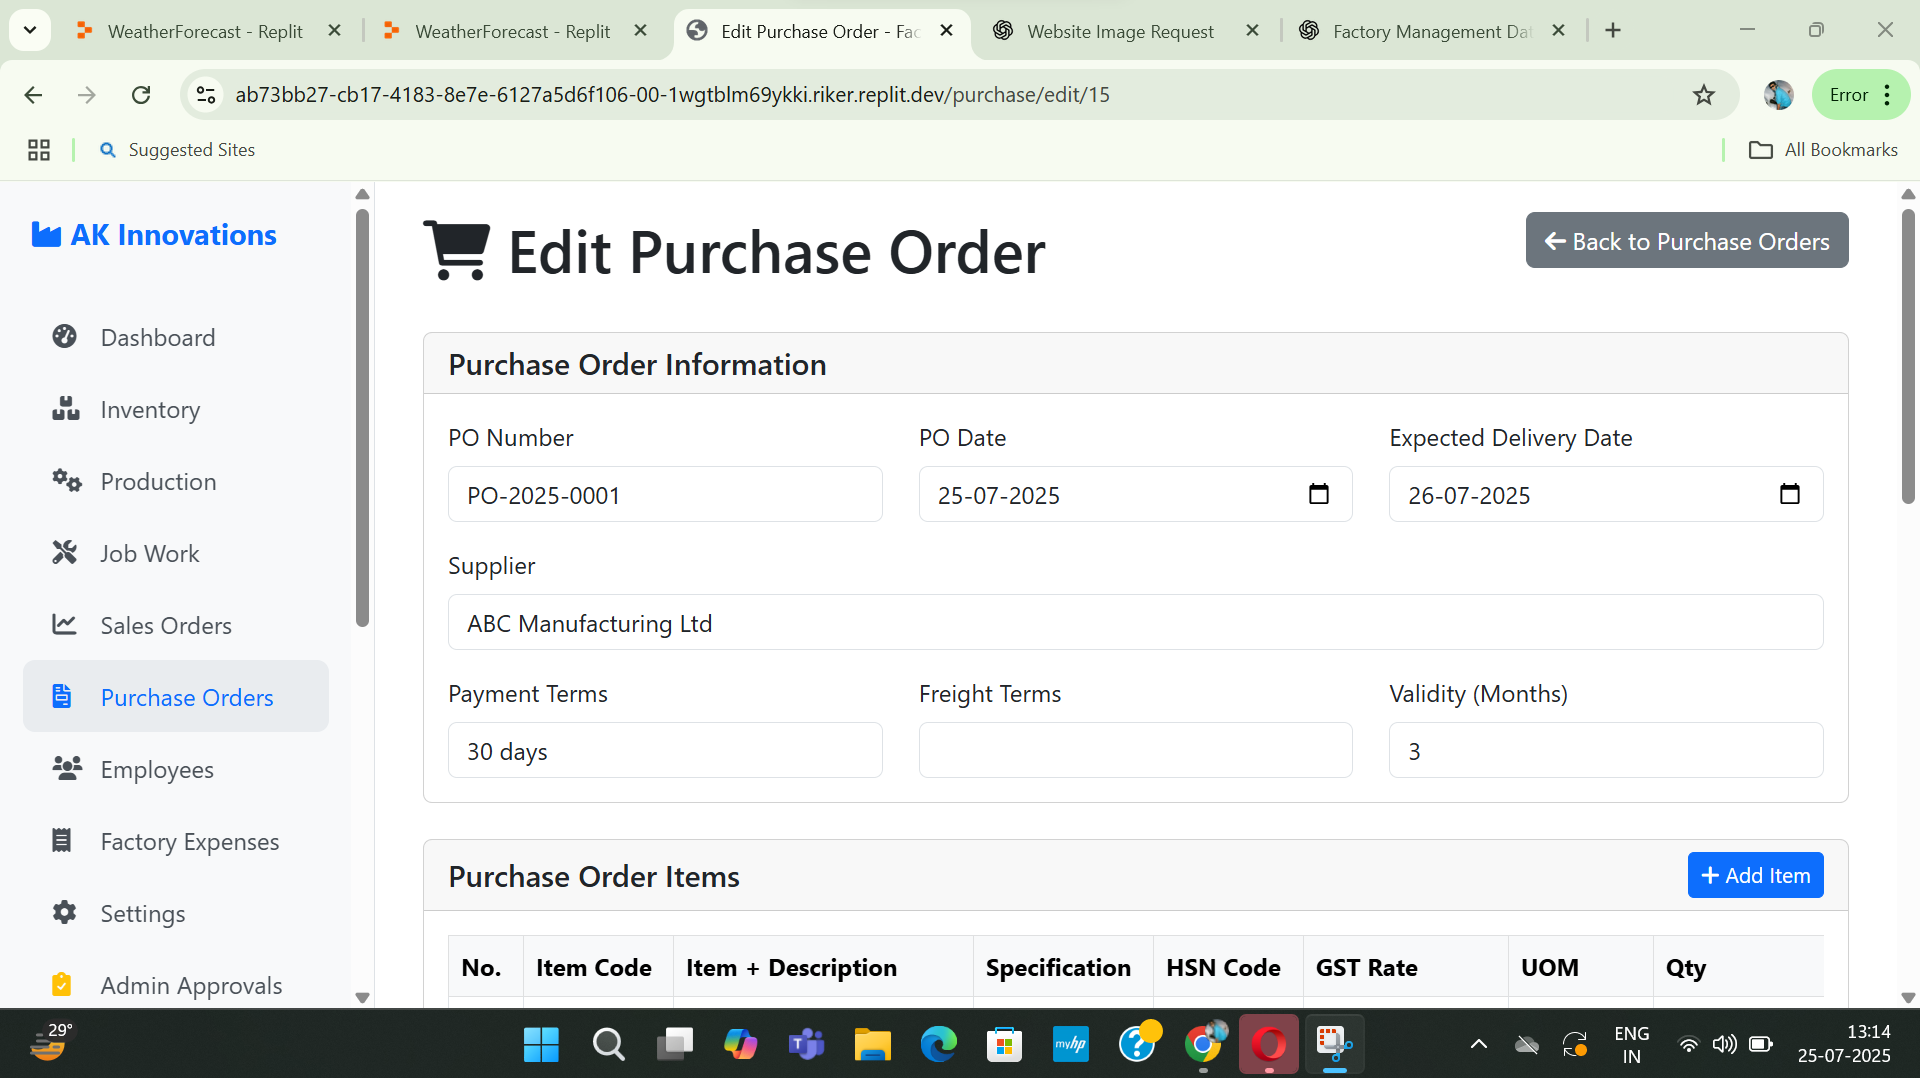 WeatherForecast - Replit
WeatherForecast - Replit
Edit Purchase Order - Fac
Website Image Request
Factory Management Dat
ab73bb27-cb17-4183-8e7e-6127a5d6f106-00-1wgtblm69ykki.riker.replit.dev/purchase/edit/15
Error
Suggested Sites
All Bookmarks
AK Innovations
Dashboard
Inventory
Production
Job Work
Sales Orders
Purchase Orders
Employees
Factory Expenses
Settings
Admin Approvals
Edit Purchase Order
Back to Purchase Orders
Purchase Order Information
PO Number
PO Date
Expected Delivery Date
PO-2025-0001
25-07-2025
26-07-2025
Supplier
ABC Manufacturing Ltd
Payment Terms
Freight Terms
Validity (Months)
30 days
3
Purchase Order Items
+ Add Item
No.
Item Code
Item + Description
Specification
HSN Code
GST Rate
UOM
Qty
29°
myhp
ENG
IN
13:14
25-07-2025